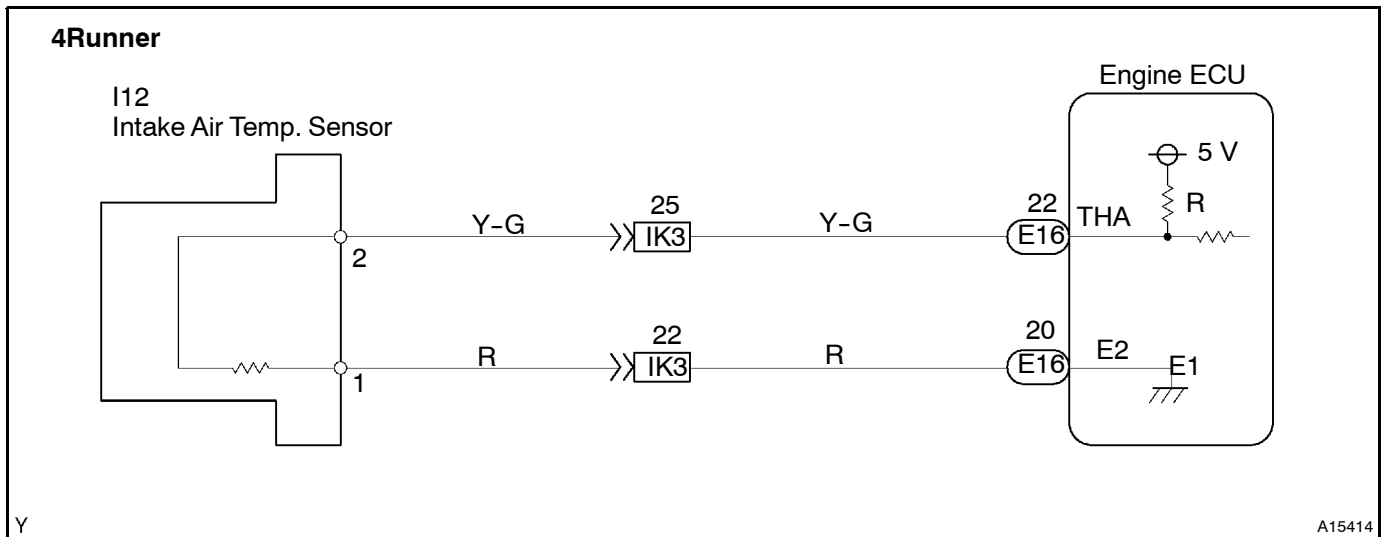 4Runner
I12
Intake Air Temp. Sensor
Engine ECU
5 V
R
Y-G
25
IK3
Y-G
22
E16
THA
2
R
22
IK3
R
20
E16
E2
E1
1
Y
A15414